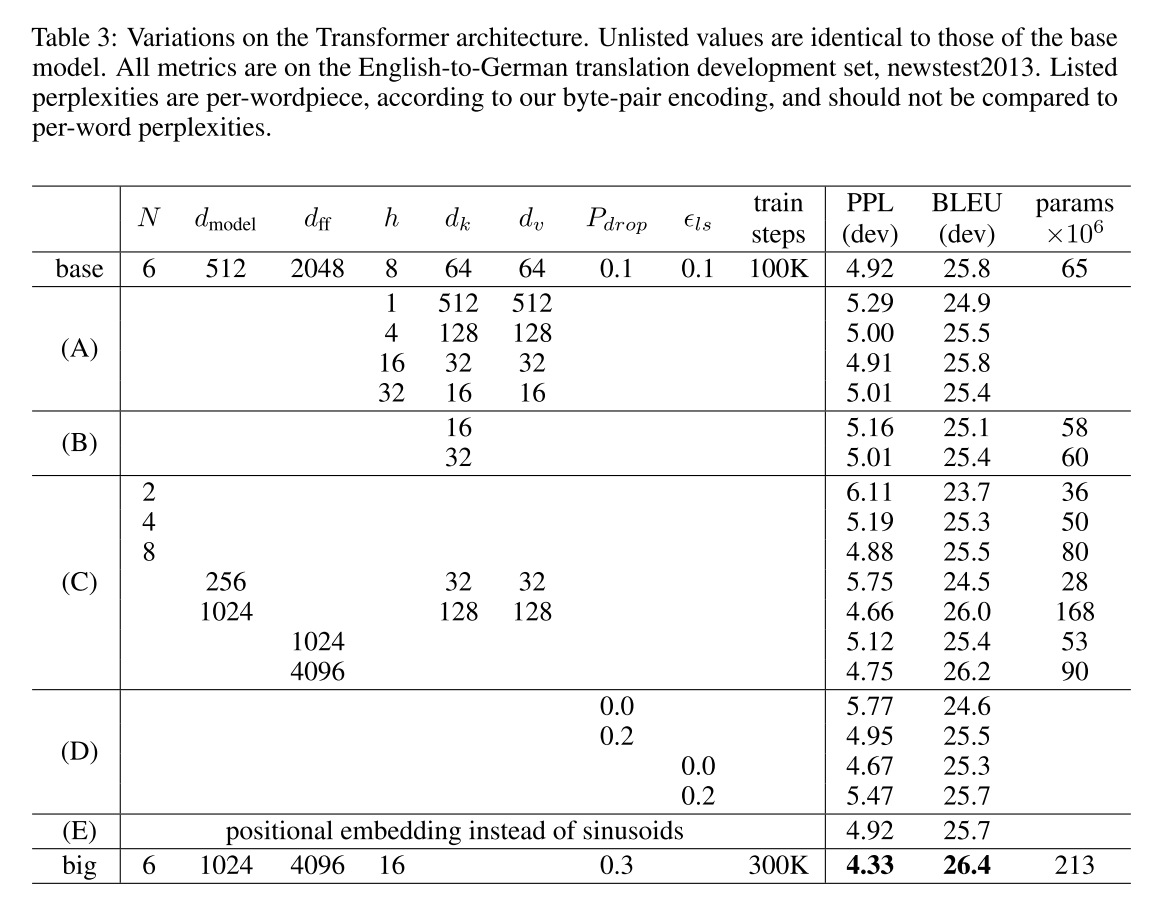 Table 3: Variations on the Transformer architecture. Unlisted values are identical to those of the base
model. All metrics are on the English-to-German translation development set, newstest2013. Listed
perplexities are per-wordpiece, according to our byte-pair encoding, and should not be compared to
per-word perplexities.
N d_model d_ff h d_k d_v P_drop ϵ_ls train steps PPL (dev) BLEU (dev) params ×10^6
base 6 512 2048 8 64 64 0.1 0.1 100K 4.92 25.8 65
(A)
1 512 512 5.29 24.9
4 128 128 5.00 25.5
16 32 32 4.91 25.8
32 16 16 5.01 25.4
(B)
16 5.16 25.1 58
32 5.01 25.4 60
(C)
2 6.11 23.7 36
4 5.19 25.3 50
8 4.88 25.5 80
256 32 32 5.75 24.5 28
1024 128 128 4.66 26.0 168
1024 5.12 25.4 53
4096 4.75 26.2 90
(D)
0.0 5.77 24.6
0.2 4.95 25.5
0.0 4.67 25.3
0.2 5.47 25.7
(E) positional embedding instead of sinusoids 4.92 25.7
big 6 1024 4096 16 0.3 300K 4.33 26.4 213